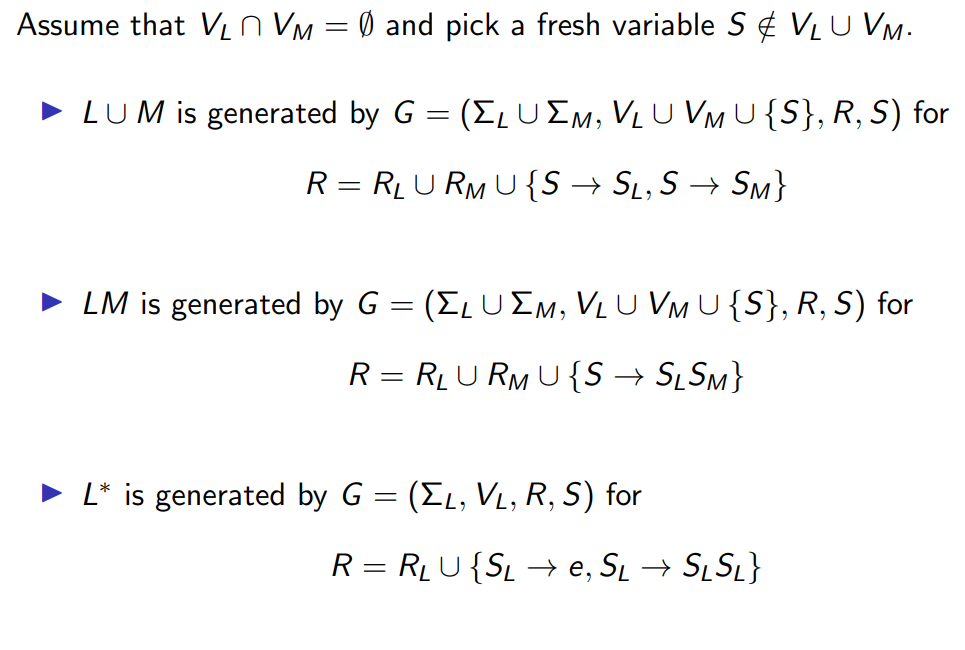 Assume that V_L ∩ V_M = ∅ and pick a fresh variable S ∉ V_L ∪ V_M.
▶ L ∪ M is generated by G = (Σ_L ∪ Σ_M, V_L ∪ V_M ∪ {S}, R, S) for
R = R_L ∪ R_M ∪ {S → S_L, S → S_M}
▶ LM is generated by G = (Σ_L ∪ Σ_M, V_L ∪ V_M ∪ {S}, R, S) for
R = R_L ∪ R_M ∪ {S → S_L S_M}
▶ L* is generated by G = (Σ_L, V_L, R, S) for
R = R_L ∪ {S_L → e, S_L → S_L S_L}